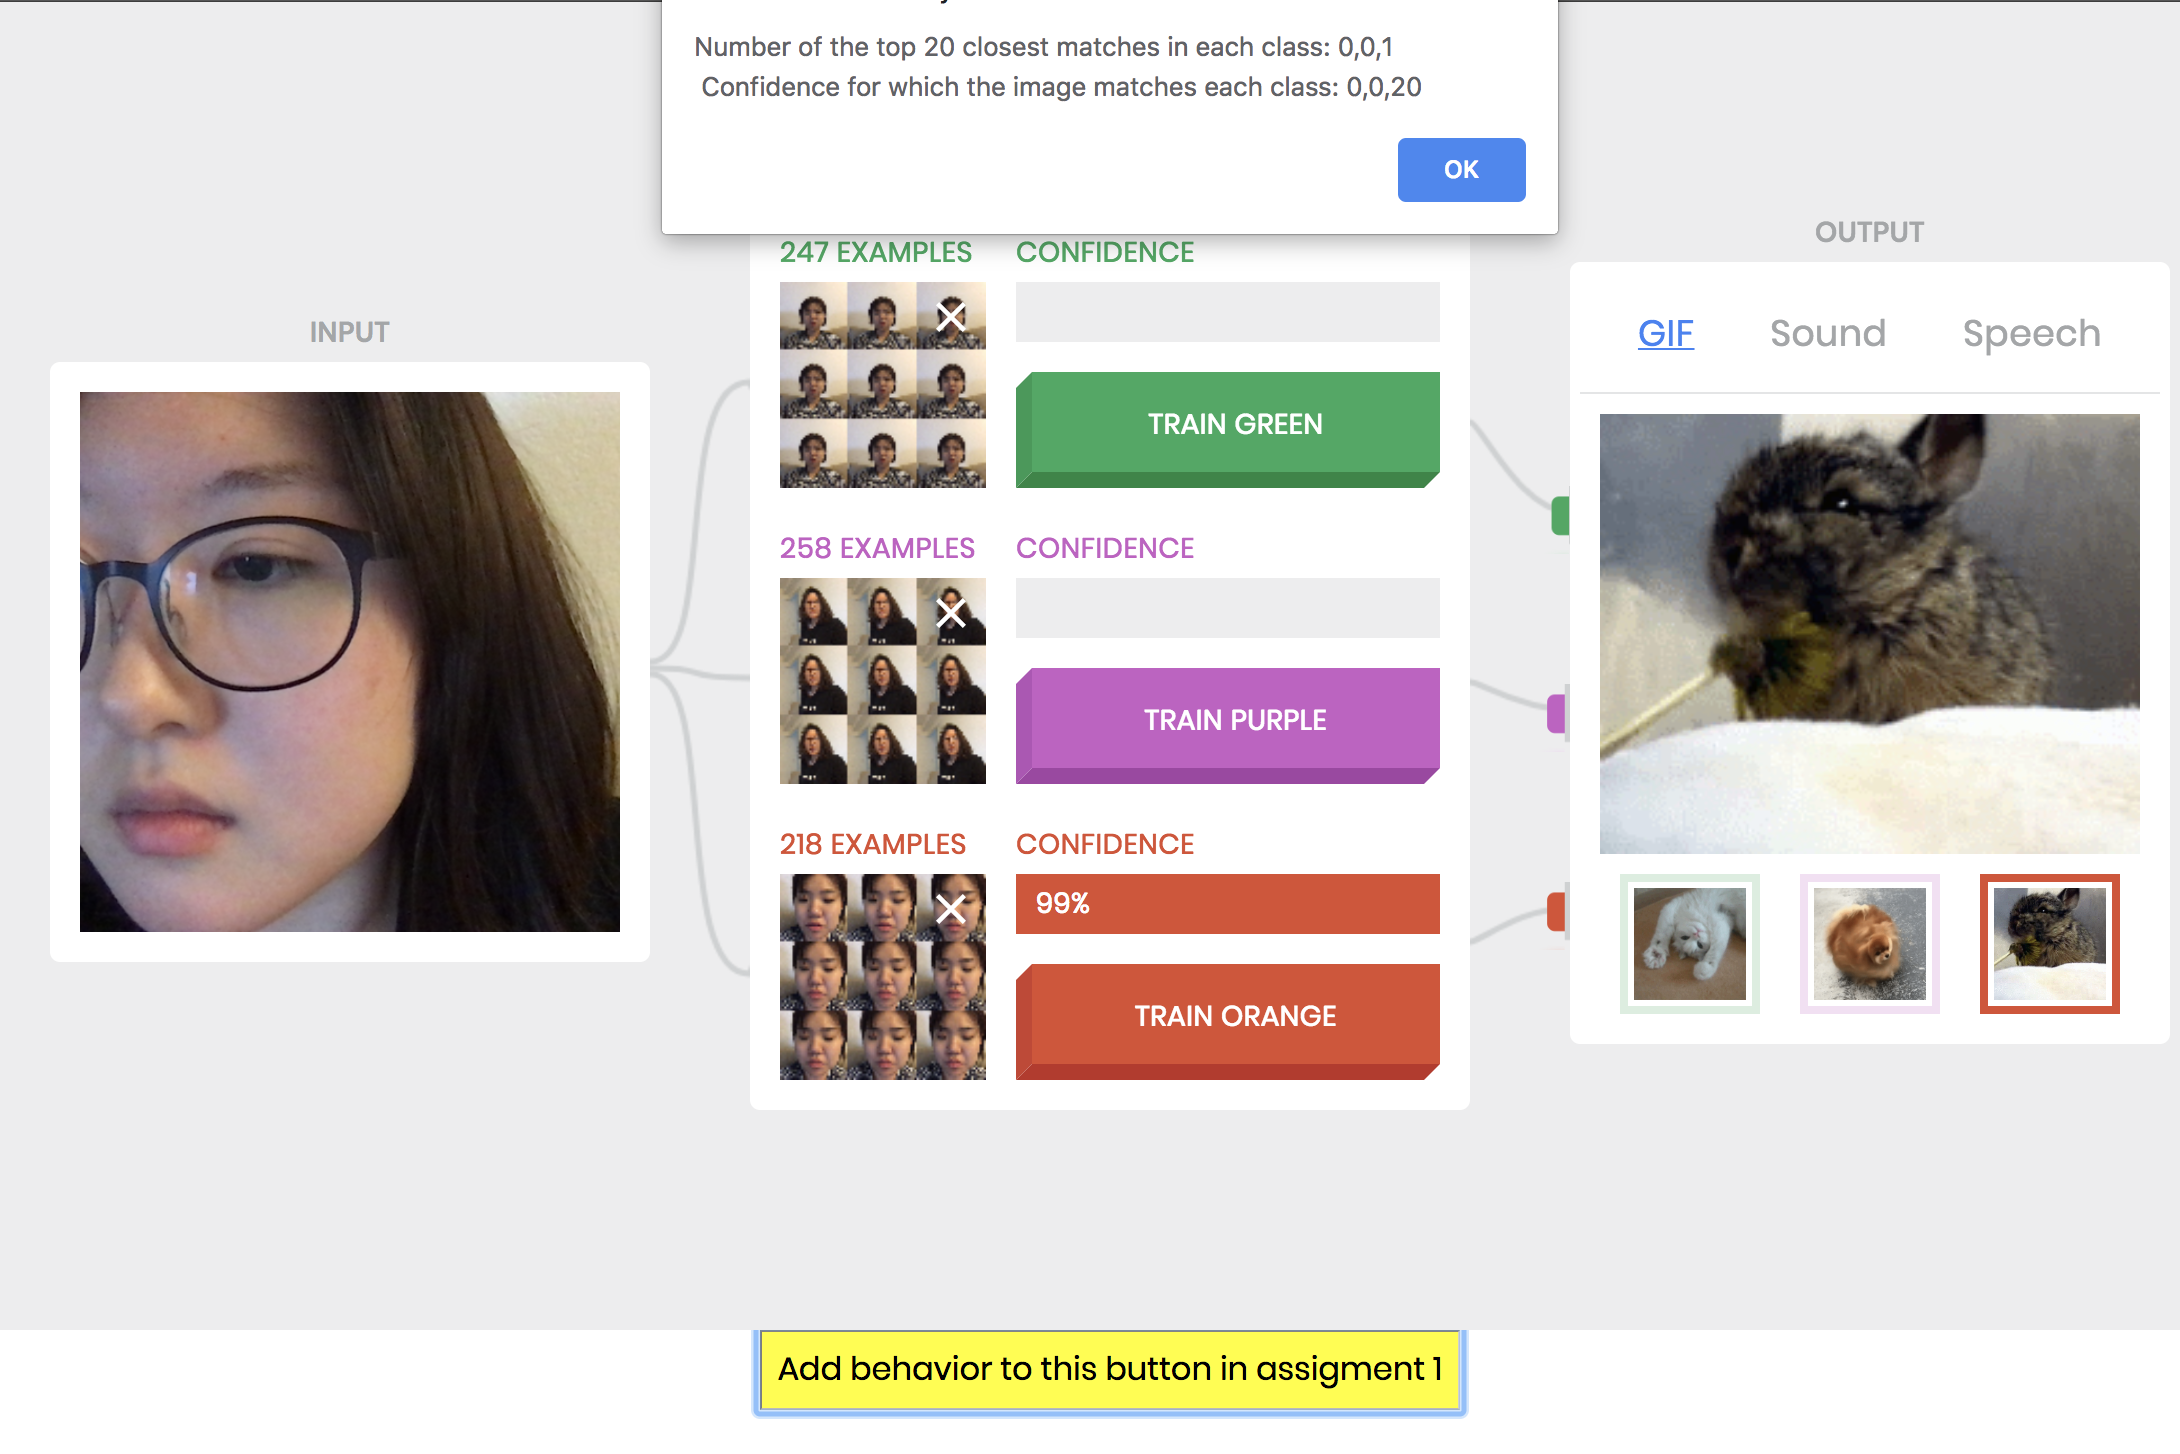 Number of the top 20 closest matches in each class: 0,0,1
Confidence for which the image matches each class: 0,0,20
OK
INPUT
247 EXAMPLES
CONFIDENCE
TRAIN GREEN
258 EXAMPLES
CONFIDENCE
TRAIN PURPLE
218 EXAMPLES
CONFIDENCE
99%
TRAIN ORANGE
OUTPUT
GIF
Sound
Speech
Add behavior to this button in assigment 1